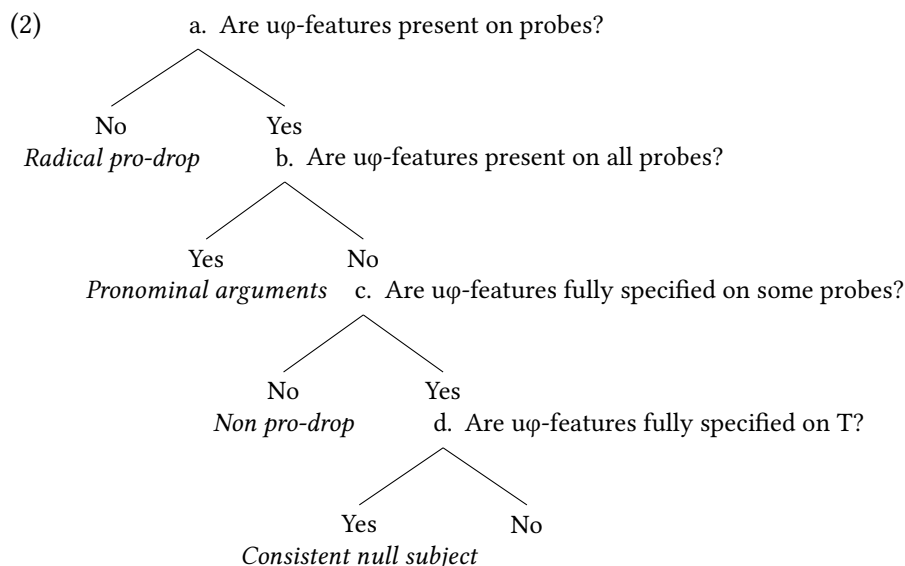 (2) a. Are uφ-features present on probes?
No Yes
Radical pro-drop b. Are uφ-features present on all probes?
Yes No
Pronominal arguments c. Are uφ-features fully specified on some probes?
No Yes
Non pro-drop d. Are uφ-features fully specified on T?
Yes No
Consistent null subject